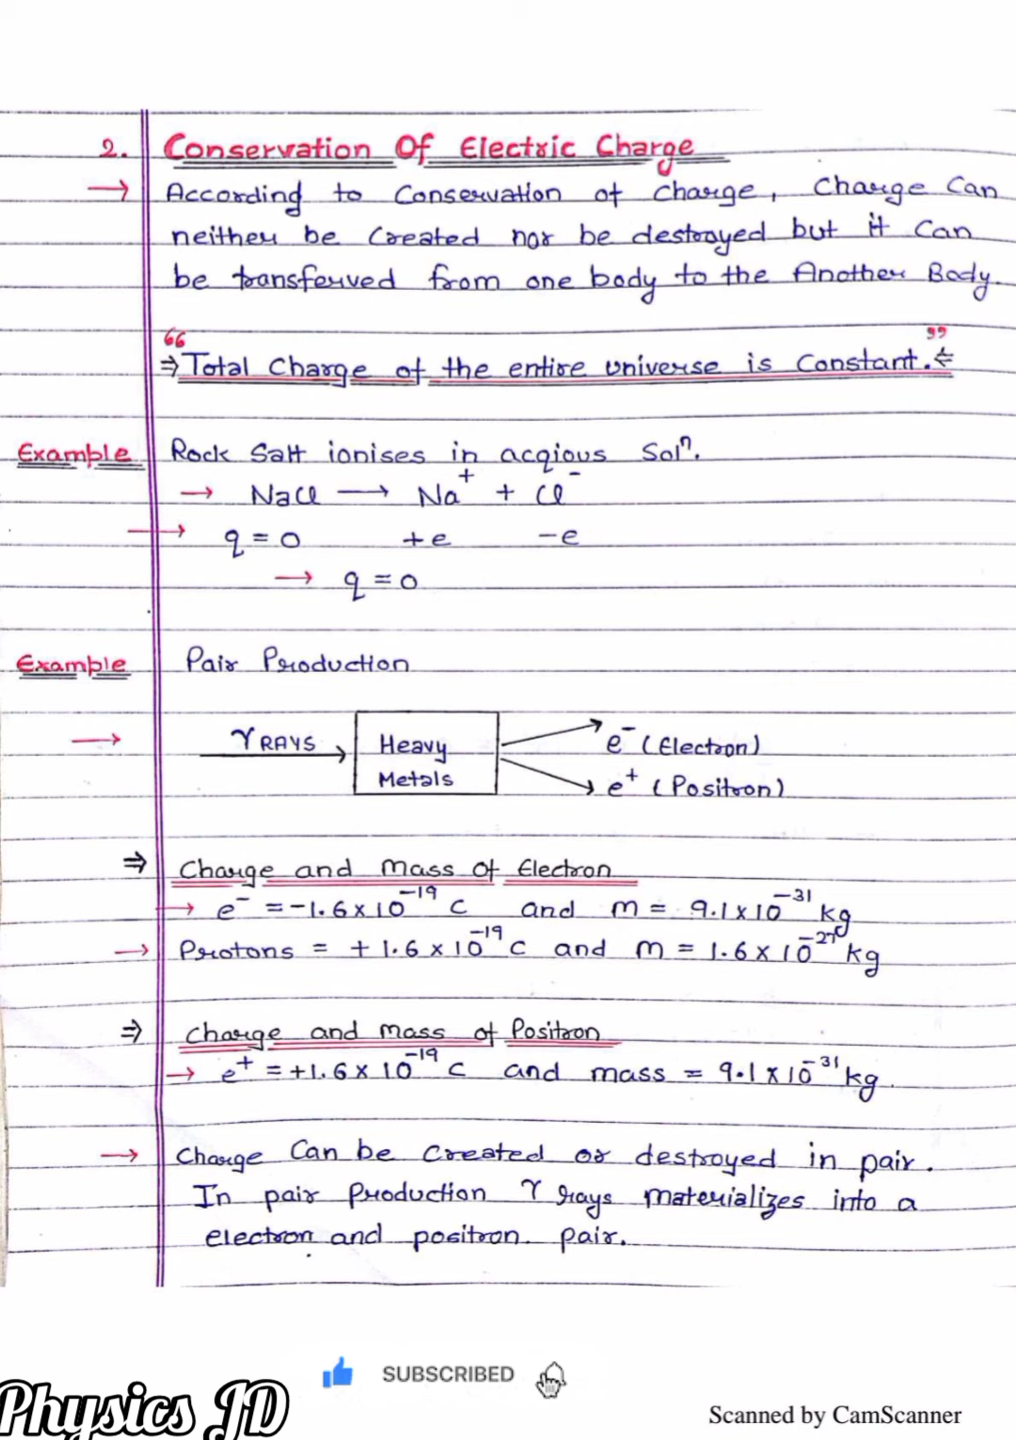 2. Conservation Of Electric Charge
→ According to Conservation of charge, Charge Can
neither be Created nor be destroyed but it Can
be transferred from one body to the Another Body.
“ ”
⇒ Total Charge of the entire universe is Constant. ⇐
Example Rock Salt ionises in acqious Solⁿ.
→ NaCl ⟶ Na⁺ + Cl⁻
→ q = 0 +e -e
→ q = 0
Example Pair Production
→ γ RAYS Heavy Metals e⁻ (Electron)
e⁺ (Positron)
⇒ Charge and Mass Of Electron
→ e⁻ = -1.6 x 10⁻¹⁹ C and m = 9.1 x 10⁻³¹ kg
→ Protons = + 1.6 x 10⁻¹⁹ C and m = 1.6 x 10⁻²⁷ kg
⇒ Charge and mass of Positron
→ e⁺ = +1.6 x 10⁻¹⁹ C and mass = 9.1 x 10⁻³¹ kg.
→ Charge Can be Created or destroyed in pair.
In pair Production γ rays materializes into a
electron and positron pair.
SUBSCRIBED
Physics JD
Scanned by CamScanner